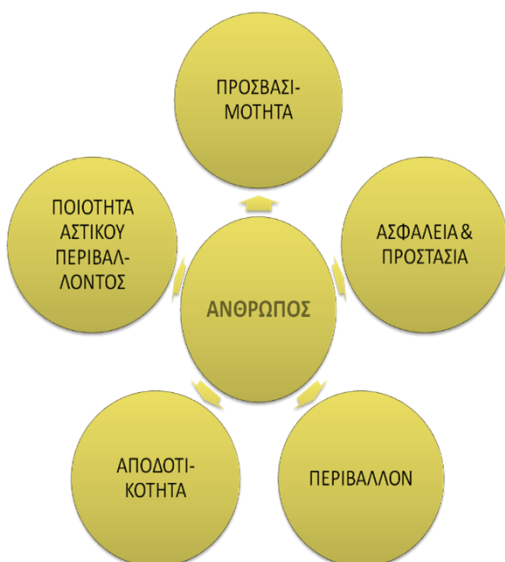 ΠΡΟΣΒΑΣΙ-
ΜΟΤΗΤΑ
ΑΣΦΑΛΕΙΑ &
ΠΡΟΣΤΑΣΙΑ
ΠΕΡΙΒΑΛΛΟΝ
ΑΠΟΔΟΤΙ-
ΚΟΤΗΤΑ
ΠΟΙΟΤΗΤΑ
ΑΣΤΙΚΟΥ
ΠΕΡΙΒΑΛ-
ΛΟΝΤΟΣ
ΑΝΘΡΩΠΟΣ